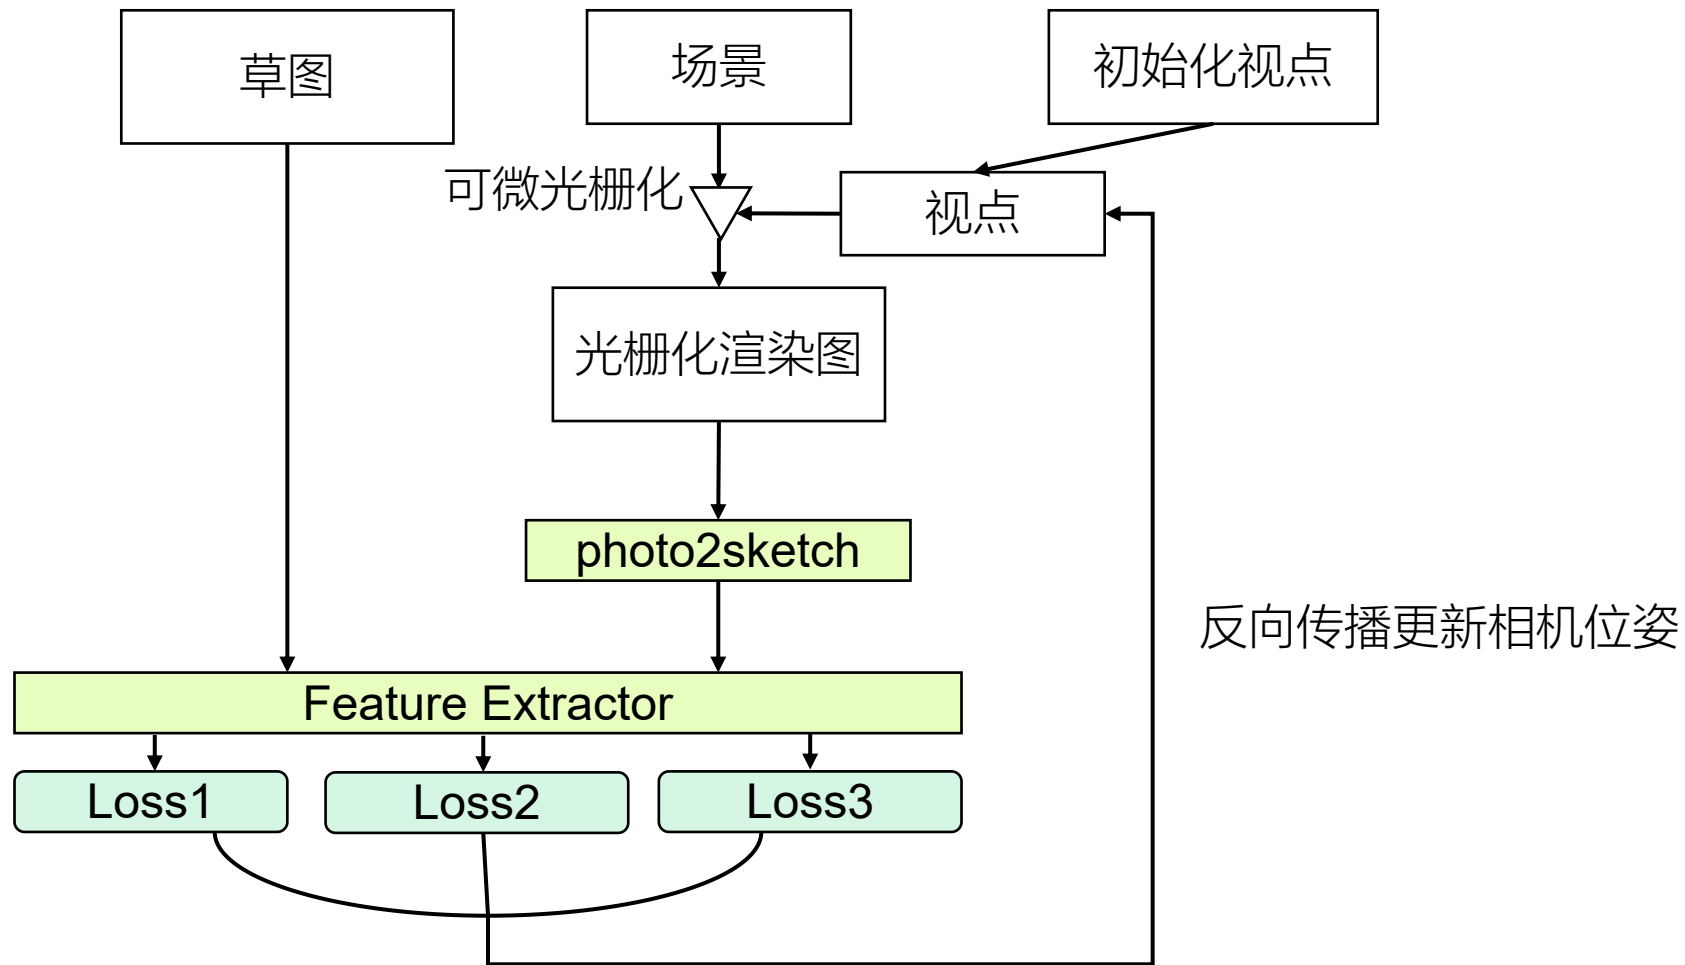 草图
场景
初始化视点
可微光栅化
视点
光栅化渲染图
photo2sketch
反向传播更新相机位姿
Feature Extractor
Loss1
Loss2
Loss3